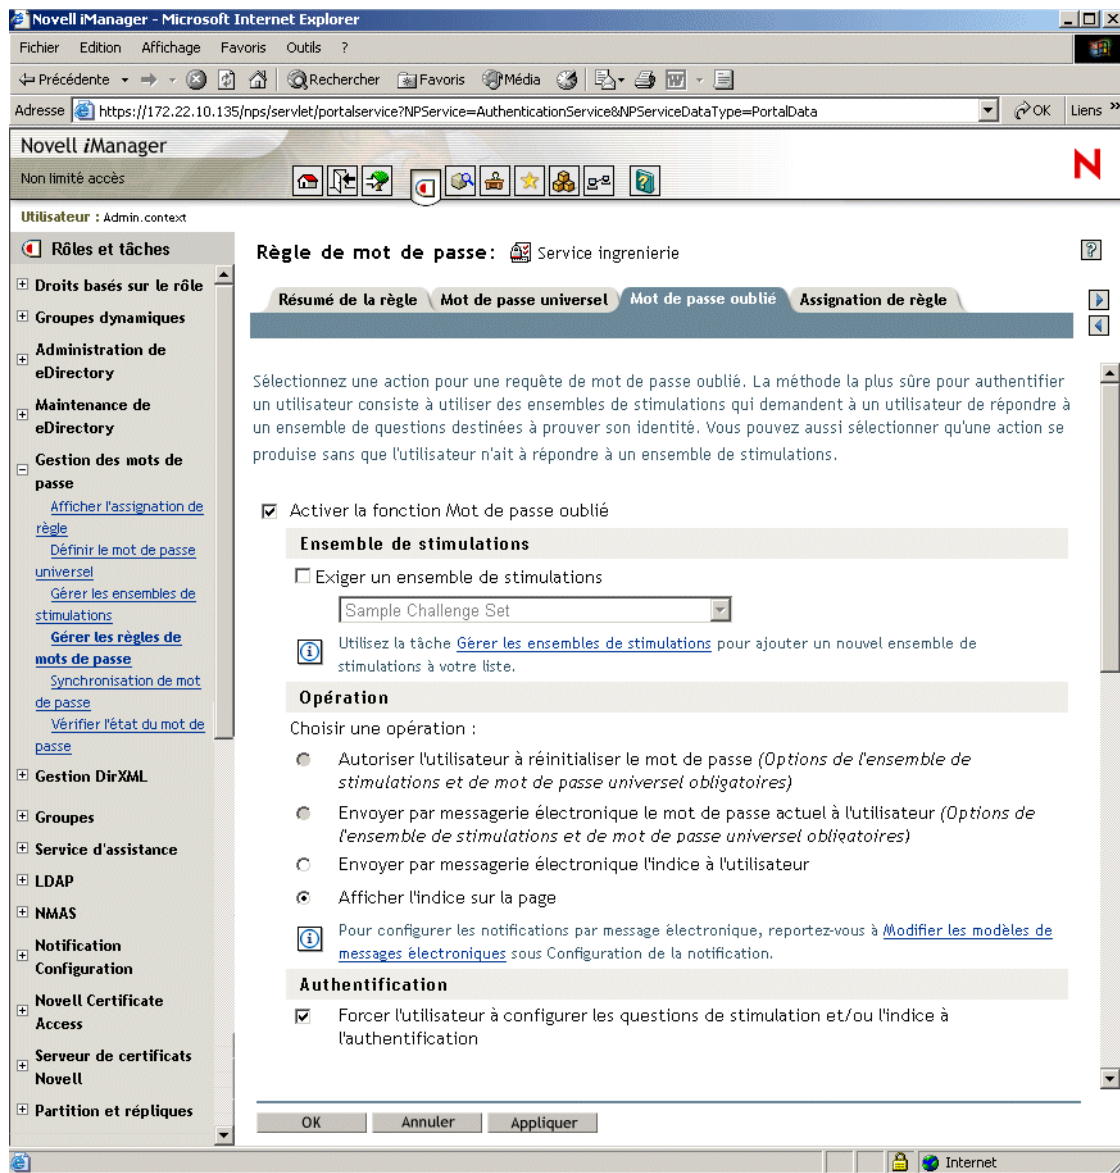 Novell iManager - Microsoft Internet Explorer
Fichier Edition Affichage Favoris Outils ?
Précédente Rechercher Favoris Média
Adresse https://172.22.10.135/nps/servlet/portalservice?NPService=AuthenticationService&NPServiceDataType=PortalData OK Liens »
Novell iManager
Non limité accès
N
Utilisateur : Admin.context
Rôles et tâches
Droits basés sur le rôle
Groupes dynamiques
Administration de
eDirectory
Maintenance de
eDirectory
Gestion des mots de
passe
Afficher l'assignation de
règle
Définir le mot de passe
universel
Gérer les ensembles de
stimulations
Gérer les règles de
mots de passe
Synchronisation de mot
de passe
Vérifier l'état du mot de
passe
Gestion DirXML
Groupes
Service d'assistance
LDAP
NMAS
Notification
Configuration
Novell Certificate
Access
Serveur de certificats
Novell
Partition et répliques
Règle de mot de passe: Service ingrenierie
Résumé de la règle Mot de passe universel Mot de passe oublié Assignation de règle
Sélectionnez une action pour une requête de mot de passe oublié. La méthode la plus sûre pour authentifier
un utilisateur consiste à utiliser des ensembles de stimulations qui demandent à un utilisateur de répondre à
un ensemble de questions destinées à prouver son identité. Vous pouvez aussi sélectionner qu'une action se
produise sans que l'utilisateur n'ait à répondre à un ensemble de stimulations.
Activer la fonction Mot de passe oublié
Ensemble de stimulations
Exiger un ensemble de stimulations
Sample Challenge Set
Utilisez la tâche Gérer les ensembles de stimulations pour ajouter un nouvel ensemble de
stimulations à votre liste.
Opération
Choisir une opération :
Autoriser l'utilisateur à réinitialiser le mot de passe (Options de l'ensemble de
stimulations et de mot de passe universel obligatoires)
Envoyer par messagerie électronique le mot de passe actuel à l'utilisateur (Options de
l'ensemble de stimulations et de mot de passe universel obligatoires)
Envoyer par messagerie électronique l'indice à l'utilisateur
Afficher l'indice sur la page
Pour configurer les notifications par message électronique, reportez-vous à Modifier les modèles de
messages électroniques sous Configuration de la notification.
Authentification
Forcer l'utilisateur à configurer les questions de stimulation et/ou l'indice à
l'authentification
OK Annuler Appliquer
Internet